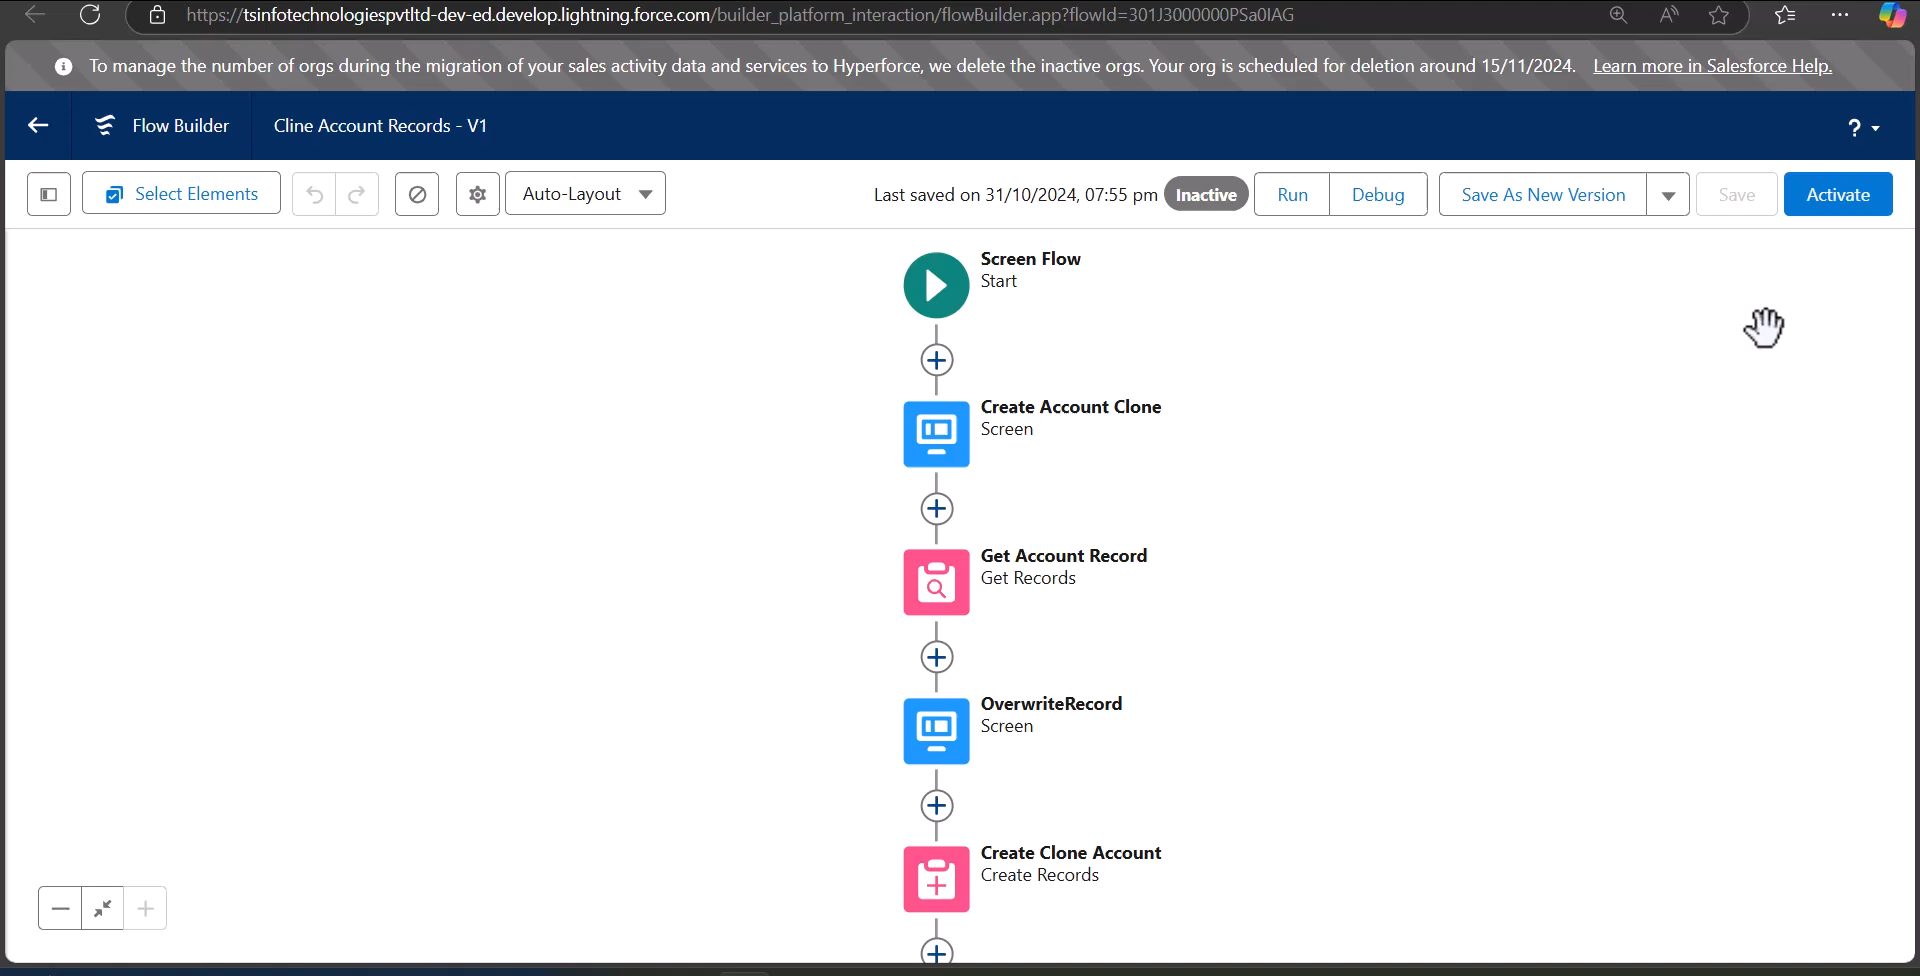 https://tsinfotechnologiespvtltd-dev-ed.develop.lightning.force.com/builder_platform_interaction/flowBuilder.app?flowId=301J3000000PSa0IAG
To manage the number of orgs during the migration of your sales activity data and services to Hyperforce, we delete the inactive orgs. Your org is scheduled for deletion around 15/11/2024. Learn more in Salesforce Help.
Flow Builder Cline Account Records - V1 ?
Select Elements Auto-Layout Last saved on 31/10/2024, 07:55 pm Inactive Run Debug Save As New Version Save Activate
Screen Flow
Start
Create Account Clone
Screen
Get Account Record
Get Records
OverwriteRecord
Screen
Create Clone Account
Create Records